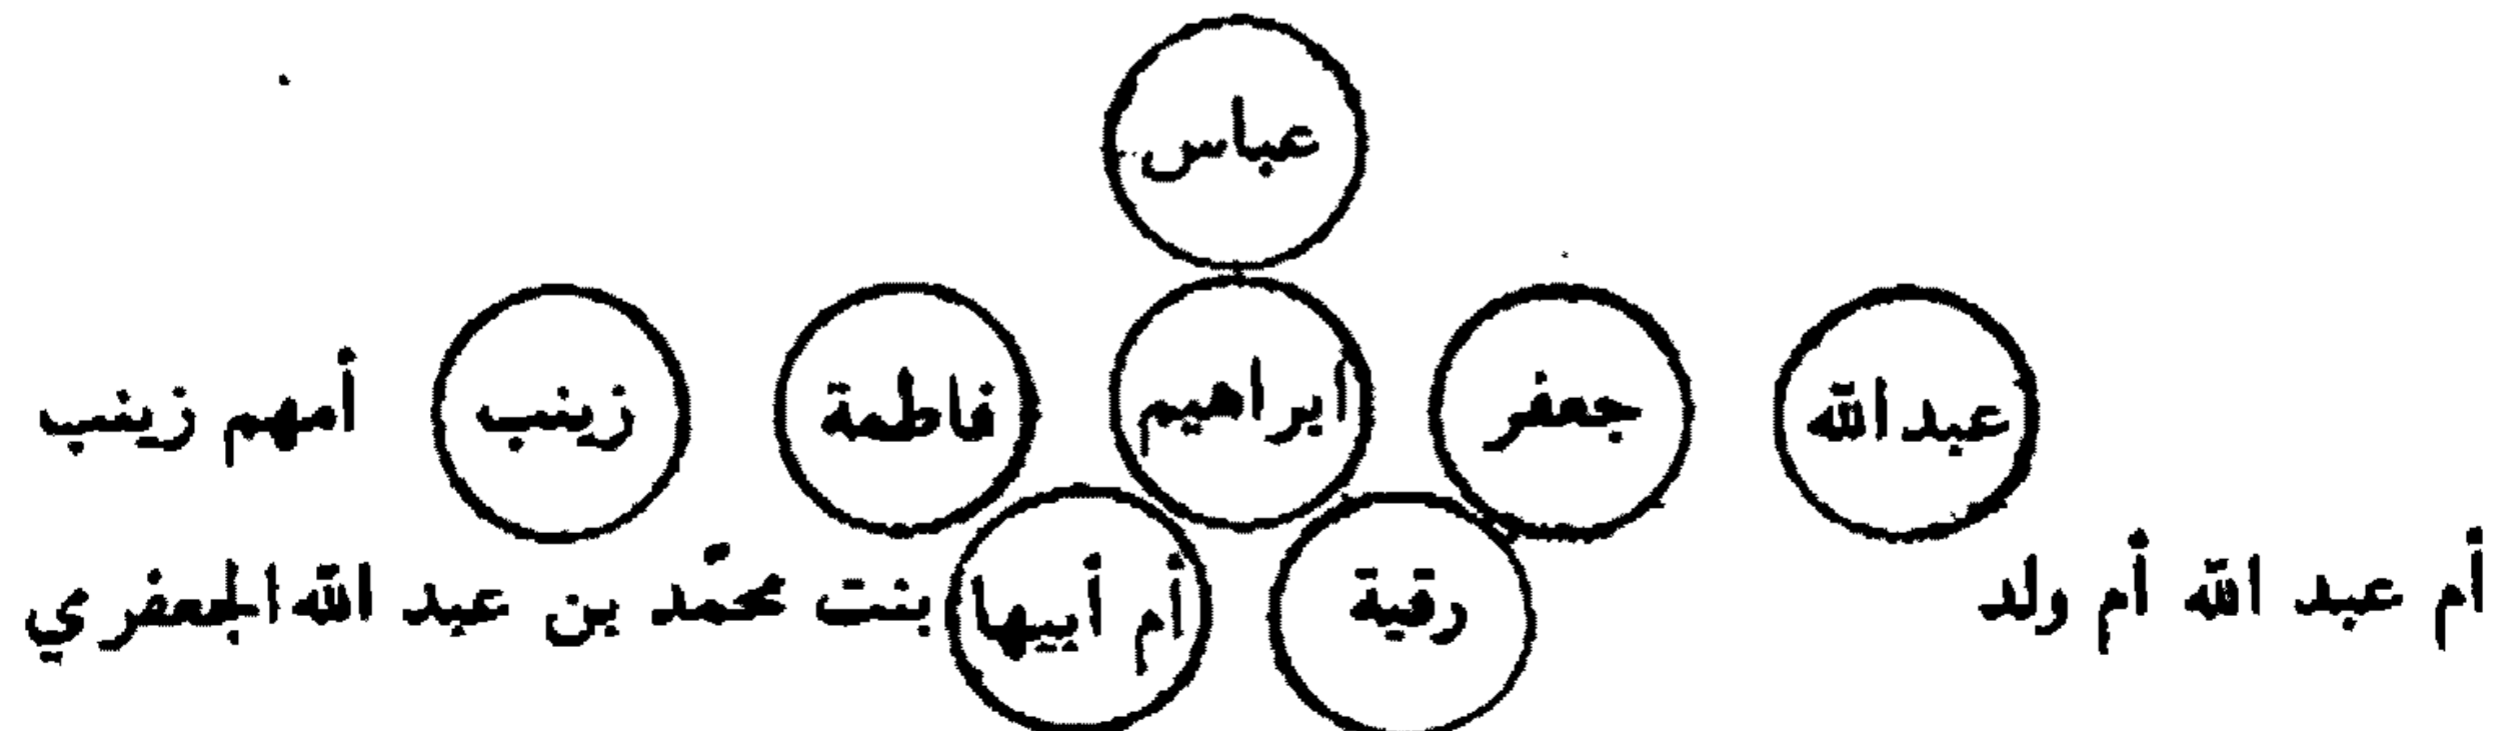 عباس
عبدالله جعفر ابراهيم فاطمة زينب أمهم زينب
أم عبد الله أم ولد رقية أم أبيها بنت محمّد بن عبد الله الجعفري